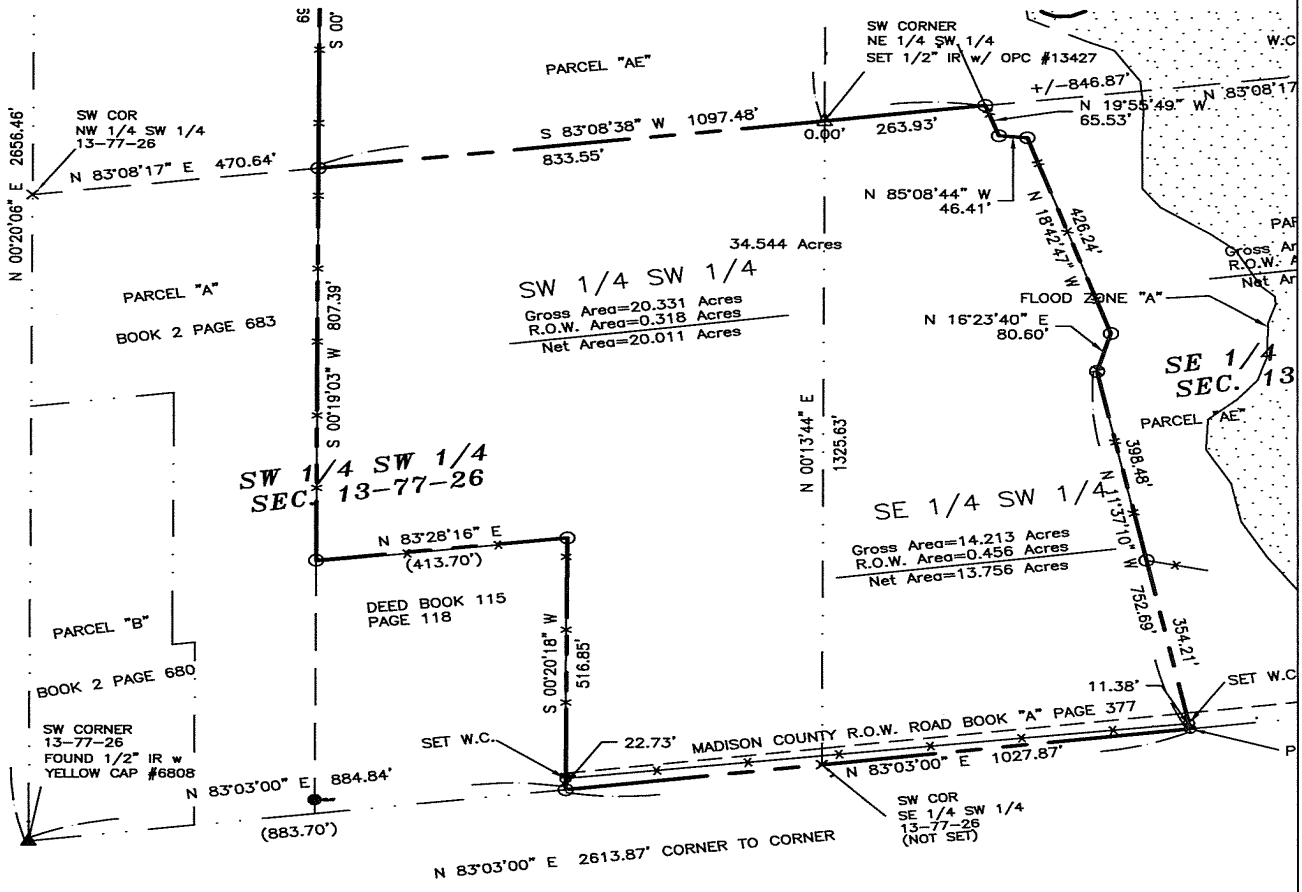 69
S 00°
PARCEL "AE"
SW CORNER
NE 1/4 SW 1/4
SET 1/2" IR w/ OPC #13427
W.C
+/-846.87'
N 83°08'17
N 19°55'49" W
65.53'
SW COR
NW 1/4 SW 1/4
13-77-26
N 00°20'06" E 2656.46'
N 83°08'17" E 470.64'
S 83°08'38" W 1097.48'
833.55'
0.00'
263.93'
N 85°08'44" W
46.41'
426.24'
N 18°42'47" W
34.544 Acres
SW 1/4 SW 1/4
Gross Area=20.331 Acres
R.O.W. Area=0.318 Acres
Net Area=20.011 Acres
PAR
Gross Ar
R.O.W. A
Net Ar
PARCEL "A"
BOOK 2 PAGE 683
S 00°19'03" W 807.39'
FLOOD ZONE "A"
N 16°23'40" E
80.60'
SE 1/4
SEC. 13
PARCEL "AE"
N 00°13'44" E
1325.63'
SW 1/4 SW 1/4
SEC. 13-77-26
398.48'
N 11°37'10" W
752.69'
354.21'
SE 1/4 SW 1/4
Gross Area=14.213 Acres
R.O.W. Area=0.456 Acres
Net Area=13.756 Acres
N 83°28'16" E
(413.70')
DEED BOOK 115
PAGE 118
S 00°20'18" W
516.85'
PARCEL "B"
BOOK 2 PAGE 680
SW CORNER
13-77-26
FOUND 1/2" IR w
YELLOW CAP #6808
SET W.C.
22.73'
MADISON COUNTY R.O.W. ROAD BOOK "A" PAGE 377
11.38'
SET W.C
P
N 83°03'00" E 884.84'
(883.70')
N 83°03'00" E 1027.87'
SW COR
SE 1/4 SW 1/4
13-77-26
(NOT SET)
N 83°03'00" E 2613.87' CORNER TO CORNER